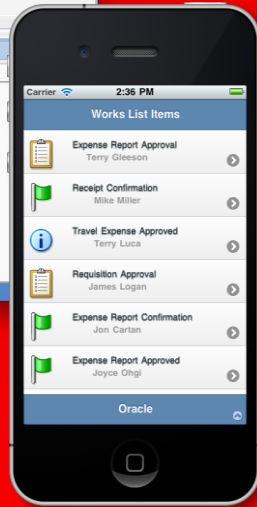 Carrier 2:36 PM
Works List Items
Expense Report Approval
Terry Gleeson
Receipt Confirmation
Mike Miller
Travel Expense Approved
Terry Luca
Requisition Approval
James Logan
Expense Report Confirmation
Jon Cartan
Expense Report Approved
Joyce Ohgi
Oracle